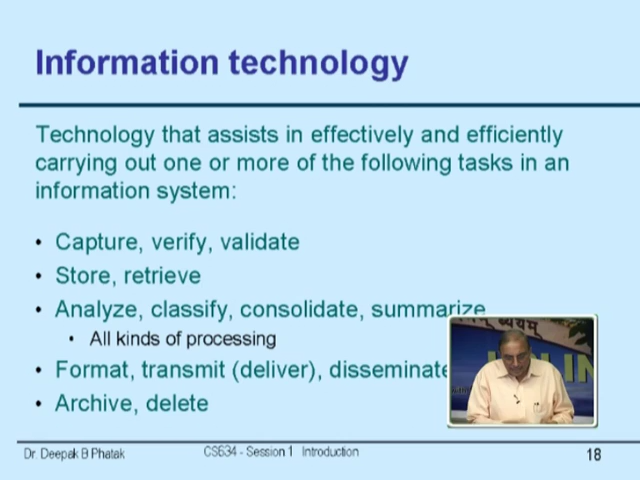 Information technology
Technology that assists in effectively and efficiently
carrying out one or more of the following tasks in an
information system:
• Capture, verify, validate
• Store, retrieve
• Analyze, classify, consolidate, summarize
• All kinds of processing
• Format, transmit (deliver), disseminate
• Archive, delete
Dr. Deepak B Phatak
CS634 - Session 1 Introduction
18